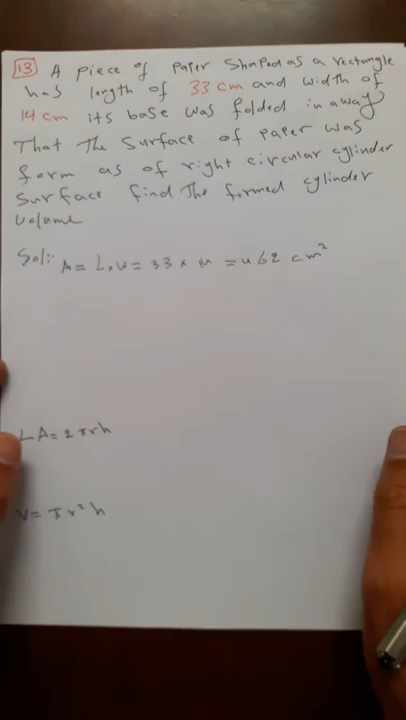 13 A piece of Paper Shaped as a rectangle
has length of 33 cm and width of
14 cm its base was folded in away
That The Surface of Paper was
form as of right circular cylinder
Surface find The formed cylinder
Volume
Sol:- A = L.W = 33 × 14 = 462 cm²
LA = 2πrh
V = πr²h